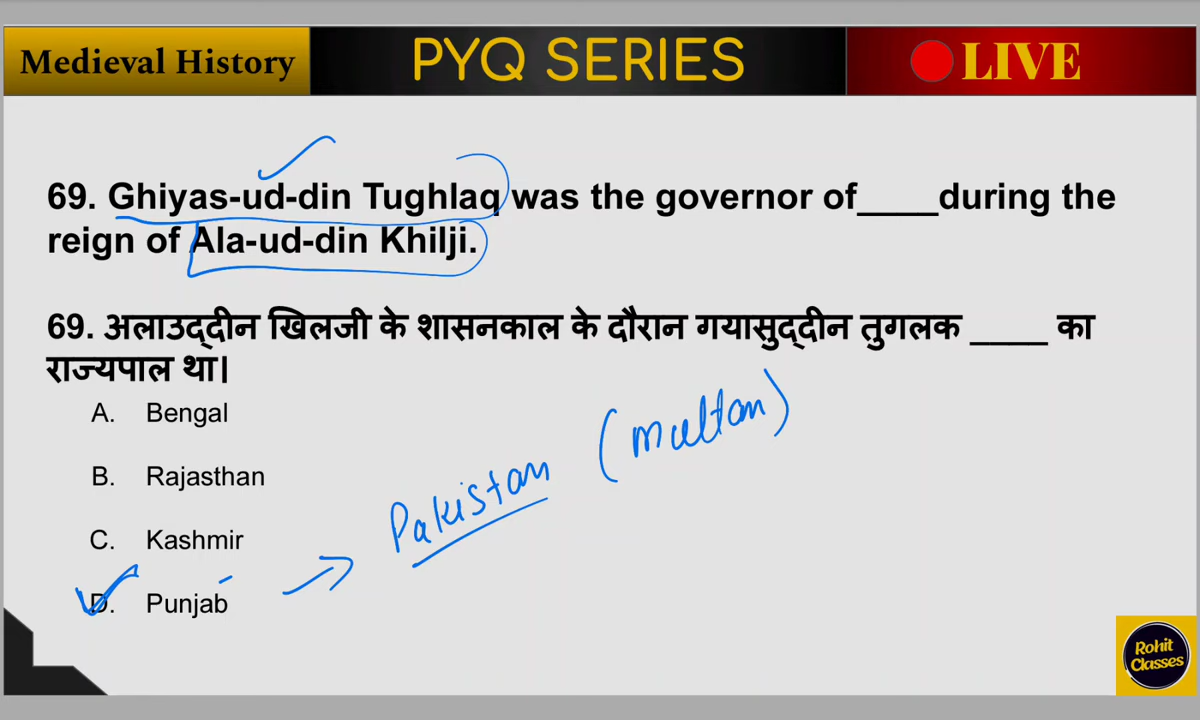 Medieval History
PYQ SERIES
LIVE
69. Ghiyas-ud-din Tughlaq was the governor of____during the
reign of Ala-ud-din Khilji.
69. अलाउद्दीन खिलजी के शासनकाल के दौरान गयासुद्दीन तुगलक ____ का
राज्यपाल था।
A. Bengal
B. Rajasthan
C. Kashmir
D. Punjab
Pakistan (multan)
Rohit
Classes